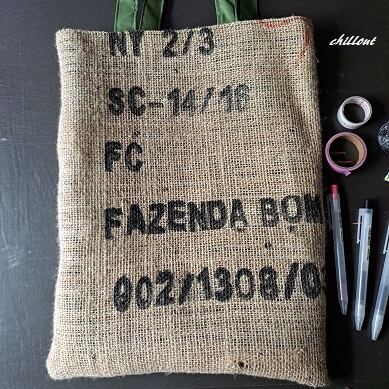 chillout
NY 2/3
SC-14/16
FC
FAZENDA BOM
002/1308/0